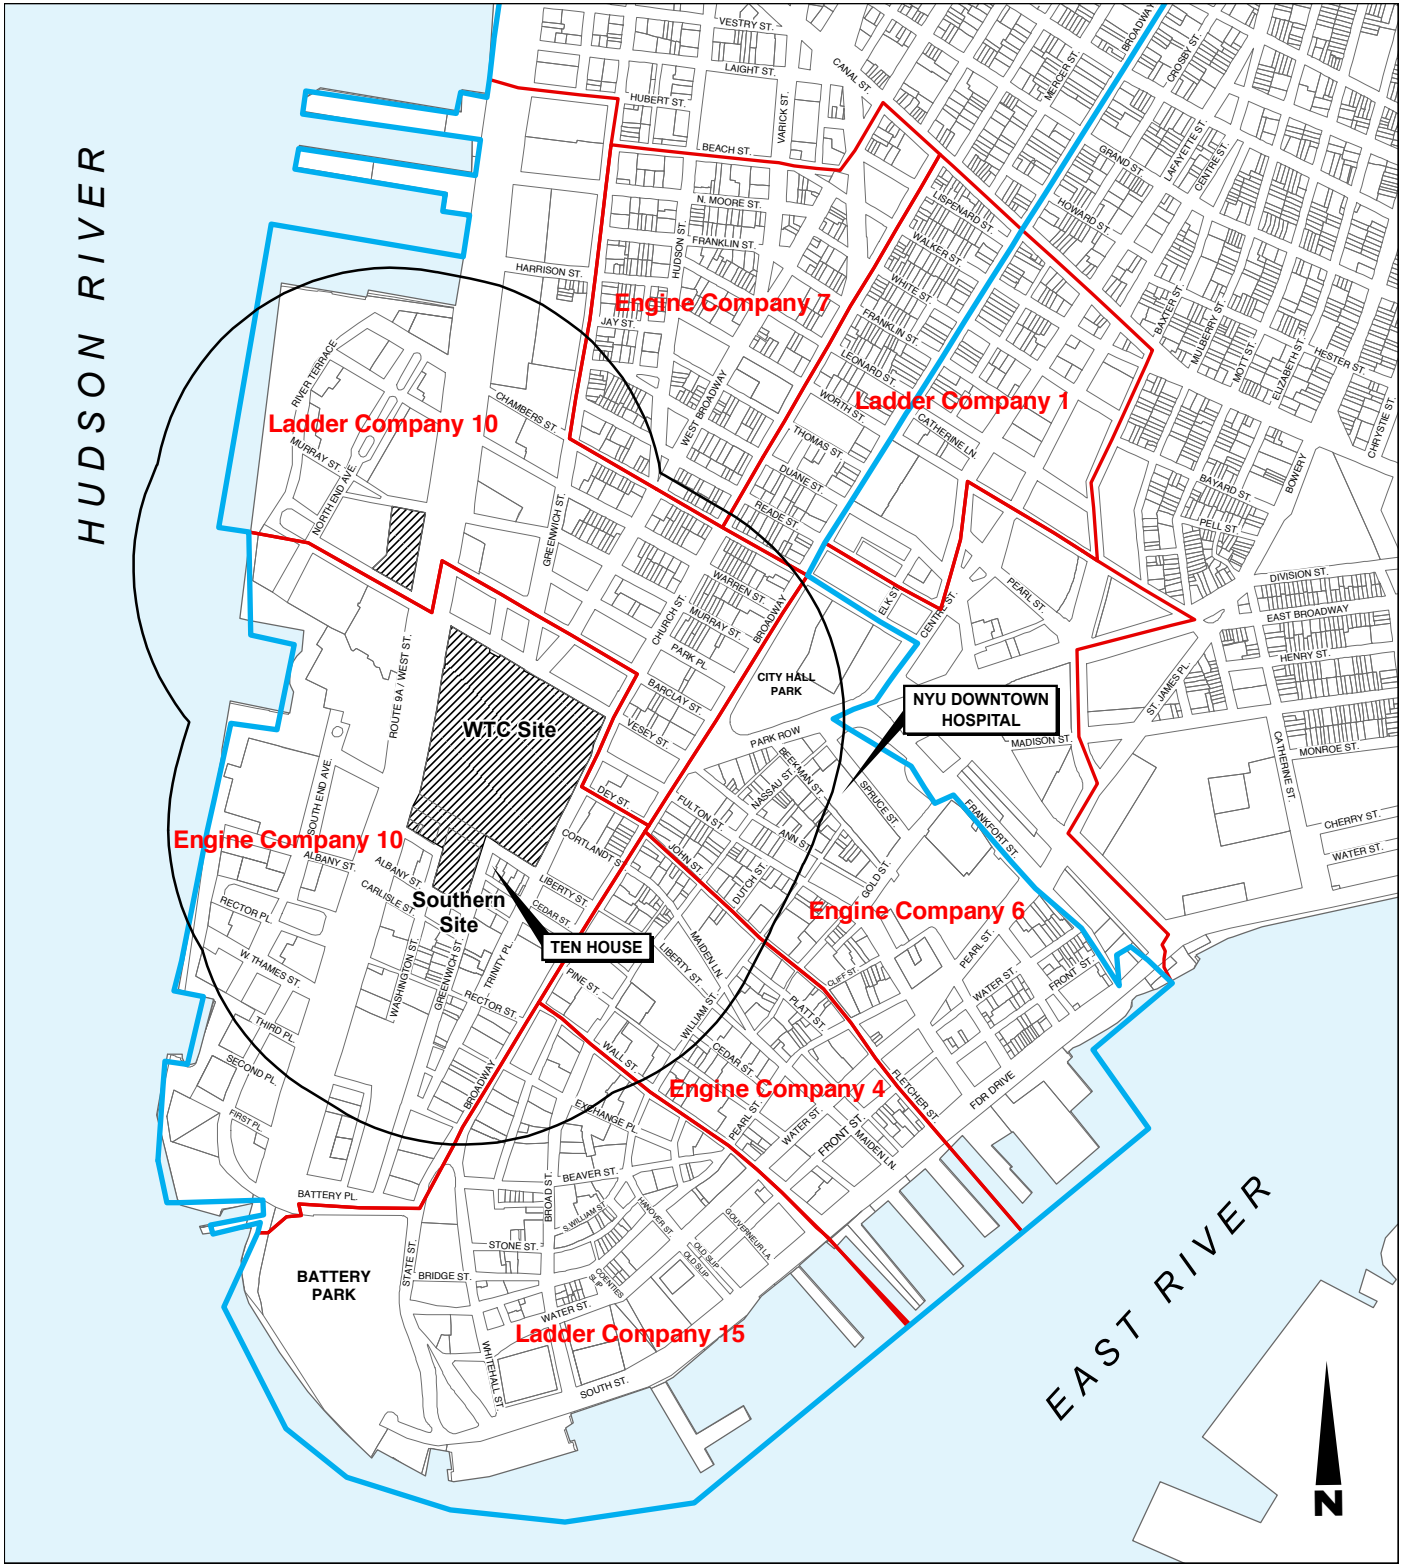 VESTRY ST.
LAIGHT ST.
CANAL ST.
HUBERT ST.
VARICK ST.
BEACH ST.
MERCER ST.
BROADWAY
CROSBY ST.
LAFAYETTE ST.
CENTRE ST.
GRAND ST.
HOWARD ST.
HUDSON RIVER
N. MOORE ST.
FRANKLIN ST.
HUDSON ST.
LISPENARD ST.
WALKER ST.
WHITE ST.
FRANKLIN ST.
LEONARD ST.
WORTH ST.
THOMAS ST.
DUANE ST.
READE ST.
HARRISON ST.
Engine Company 7
JAY ST.
WEST BROADWAY
BAXTER ST.
MULBERRY ST.
MOTT ST.
ELIZABETH ST.
HESTER ST.
CHRYSTIE ST.
BOWERY
BAYARD ST.
PELL ST.
RIVER TERRACE
Ladder Company 10
Ladder Company 1
CATHERINE LN.
MURRAY ST.
NORTH END AVE.
CHAMBERS ST.
GREENWICH ST.
WARREN ST.
MURRAY ST.
PARK PL.
BARCLAY ST.
VESEY ST.
CHURCH ST.
BROADWAY
ELK ST.
CENTRE ST.
PEARL ST.
DIVISION ST.
EAST BROADWAY
HENRY ST.
ST. JAMES PL.
MADISON ST.
MONROE ST.
CATHERINE ST.
CHERRY ST.
WATER ST.
ROUTE 9A / WEST ST.
CITY HALL
PARK
NYU DOWNTOWN
HOSPITAL
WTC Site
PARK ROW
BEEKMAN ST.
NASSAU ST.
SPRUCE ST.
FRANKFORT ST.
SOUTH END AVE.
DEY ST.
FULTON ST.
ANN ST.
CORTLANDT ST.
JOHN ST.
DUTCH ST.
GOLD ST.
Engine Company 10
ALBANY ST.
ALBANY ST.
CARLISLE ST.
LIBERTY ST.
CEDAR ST.
Southern
Site
RECTOR PL.
Engine Company 6
TEN HOUSE
MAIDEN LN.
LIBERTY ST.
W. THAMES ST.
WASHINGTON ST.
GREENWICH ST.
TRINITY PL.
RECTOR ST.
PINE ST.
WILLIAM ST.
CLIFF ST.
PLATT ST.
PEARL ST.
WATER ST.
FRONT ST.
THIRD PL.
SECOND PL.
FIRST PL.
BROADWAY
WALL ST.
CEDAR ST.
Engine Company 4
FLETCHER ST
FDR DRIVE
EXCHANGE PL.
PEARL ST.
WATER ST.
FRONT ST.
MAIDEN LN.
BATTERY PL.
BEAVER ST.
BROAD ST.
S. WILLIAM ST.
HANOVER ST.
GOUVERNEUR LA.
OLD SLIP
OLD SLIP
STONE ST.
BRIDGE ST.
STATE ST.
COENTIES
SLIP
WATER ST.
BATTERY
PARK
Ladder Company 15
WHITEHALL ST.
SOUTH ST.
EAST RIVER
N